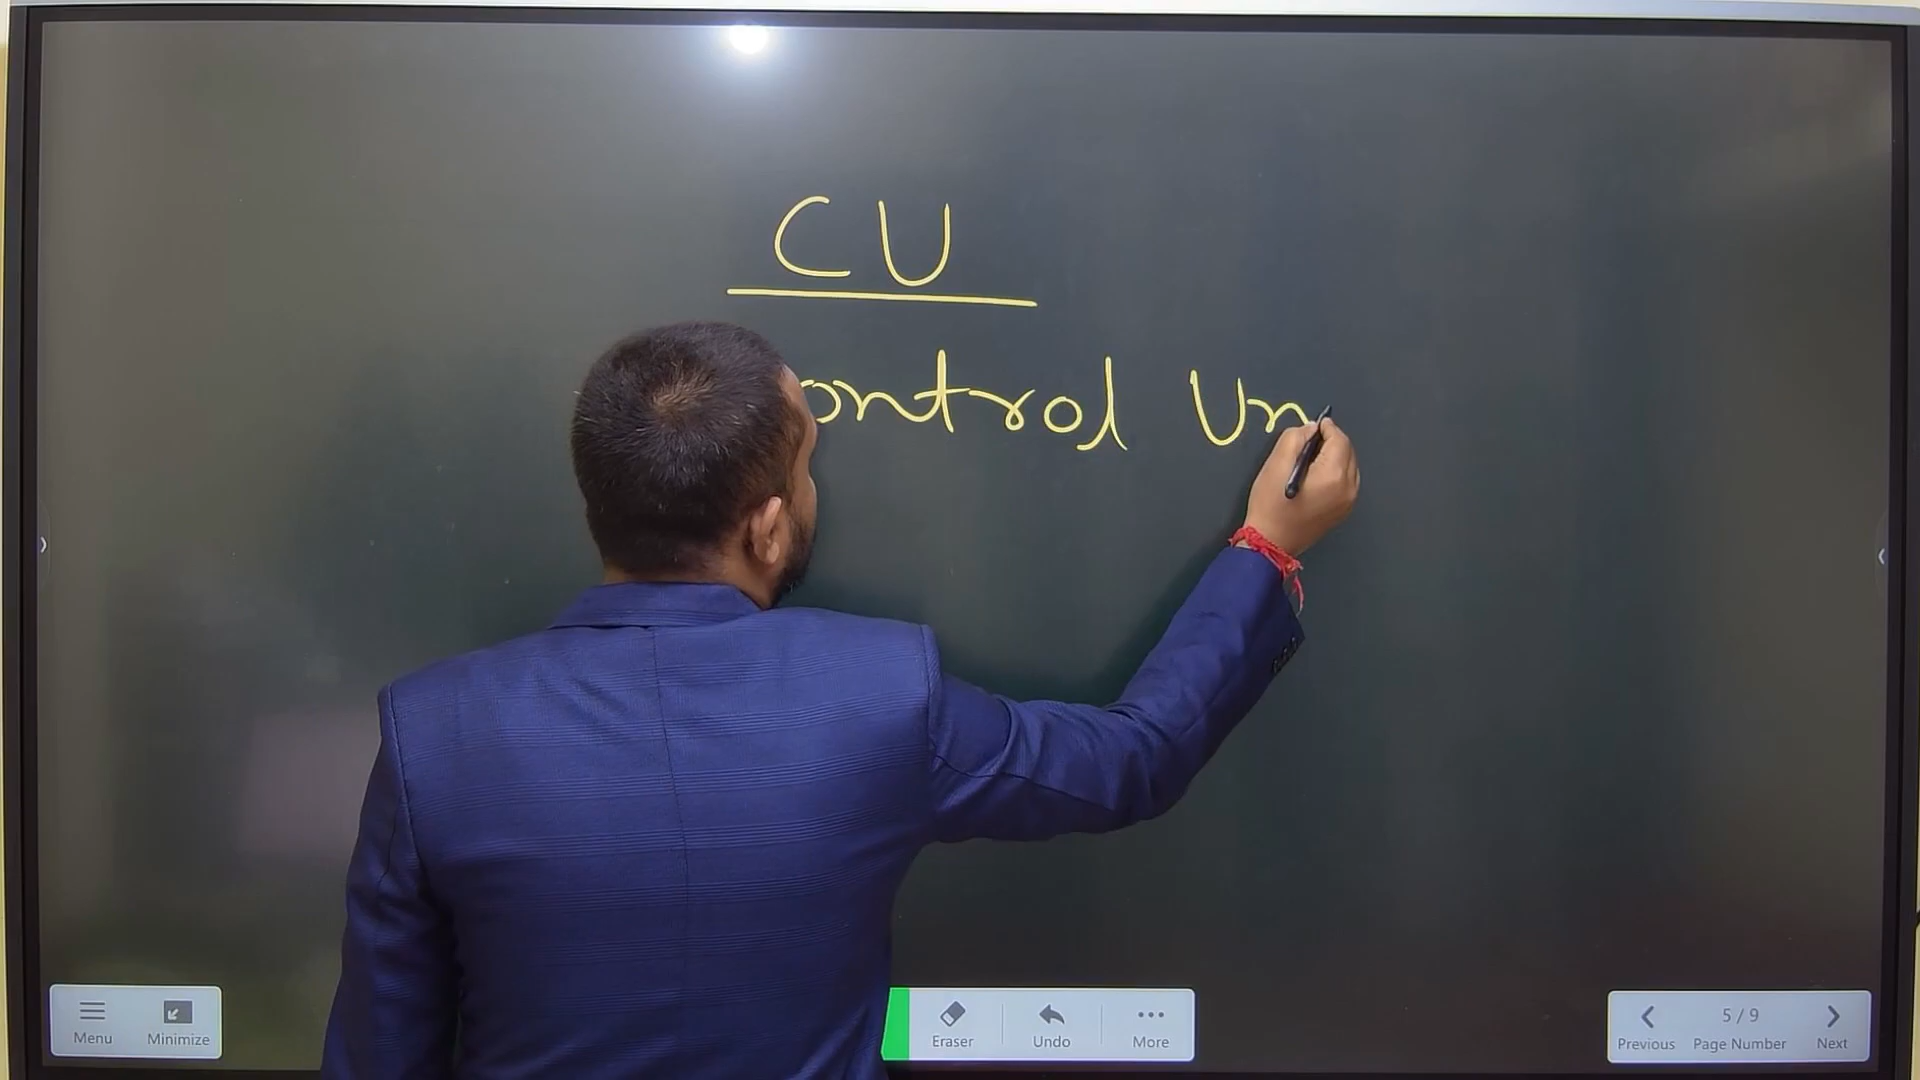 CU
ontrol Un
Menu Minimize Eraser Undo More Previous 5 / 9 Page Number Next